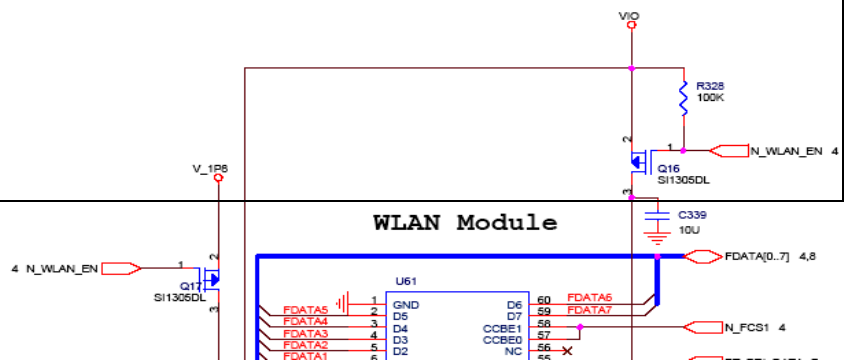 VIO
R328
100K
2
1
N_WLAN_EN 4
Q16
SI1305DL
3
V_1P8
WLAN Module
C339
10U
4 N_WLAN_EN
1
2
Q17
SI1305DL
3
FDATA[0..7] 4,8
U61
FDATA5 1 GND D6 60 FDATA6
FDATA4 2 D5 D7 59 FDATA7
FDATA3 3 D4 CCBE1 58 N_FCS1 4
FDATA2 4 D3 CCBE0 57
FDATA1 5 D2 NC 56
6 55